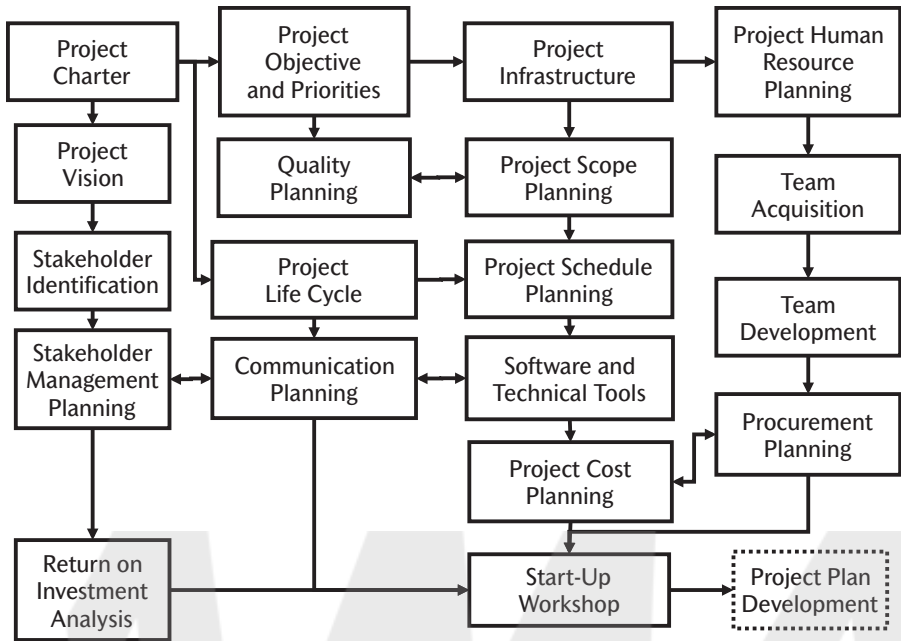 Project
Charter
Project
Objective
and Priorities
Project
Infrastructure
Project Human
Resource
Planning
Project
Vision
Quality
Planning
Project Scope
Planning
Team
Acquisition
Stakeholder
Identification
Project
Life Cycle
Project Schedule
Planning
Team
Development
Stakeholder
Management
Planning
Communication
Planning
Software and
Technical Tools
Procurement
Planning
Project Cost
Planning
Return on
Investment
Analysis
Start-Up
Workshop
Project Plan
Development